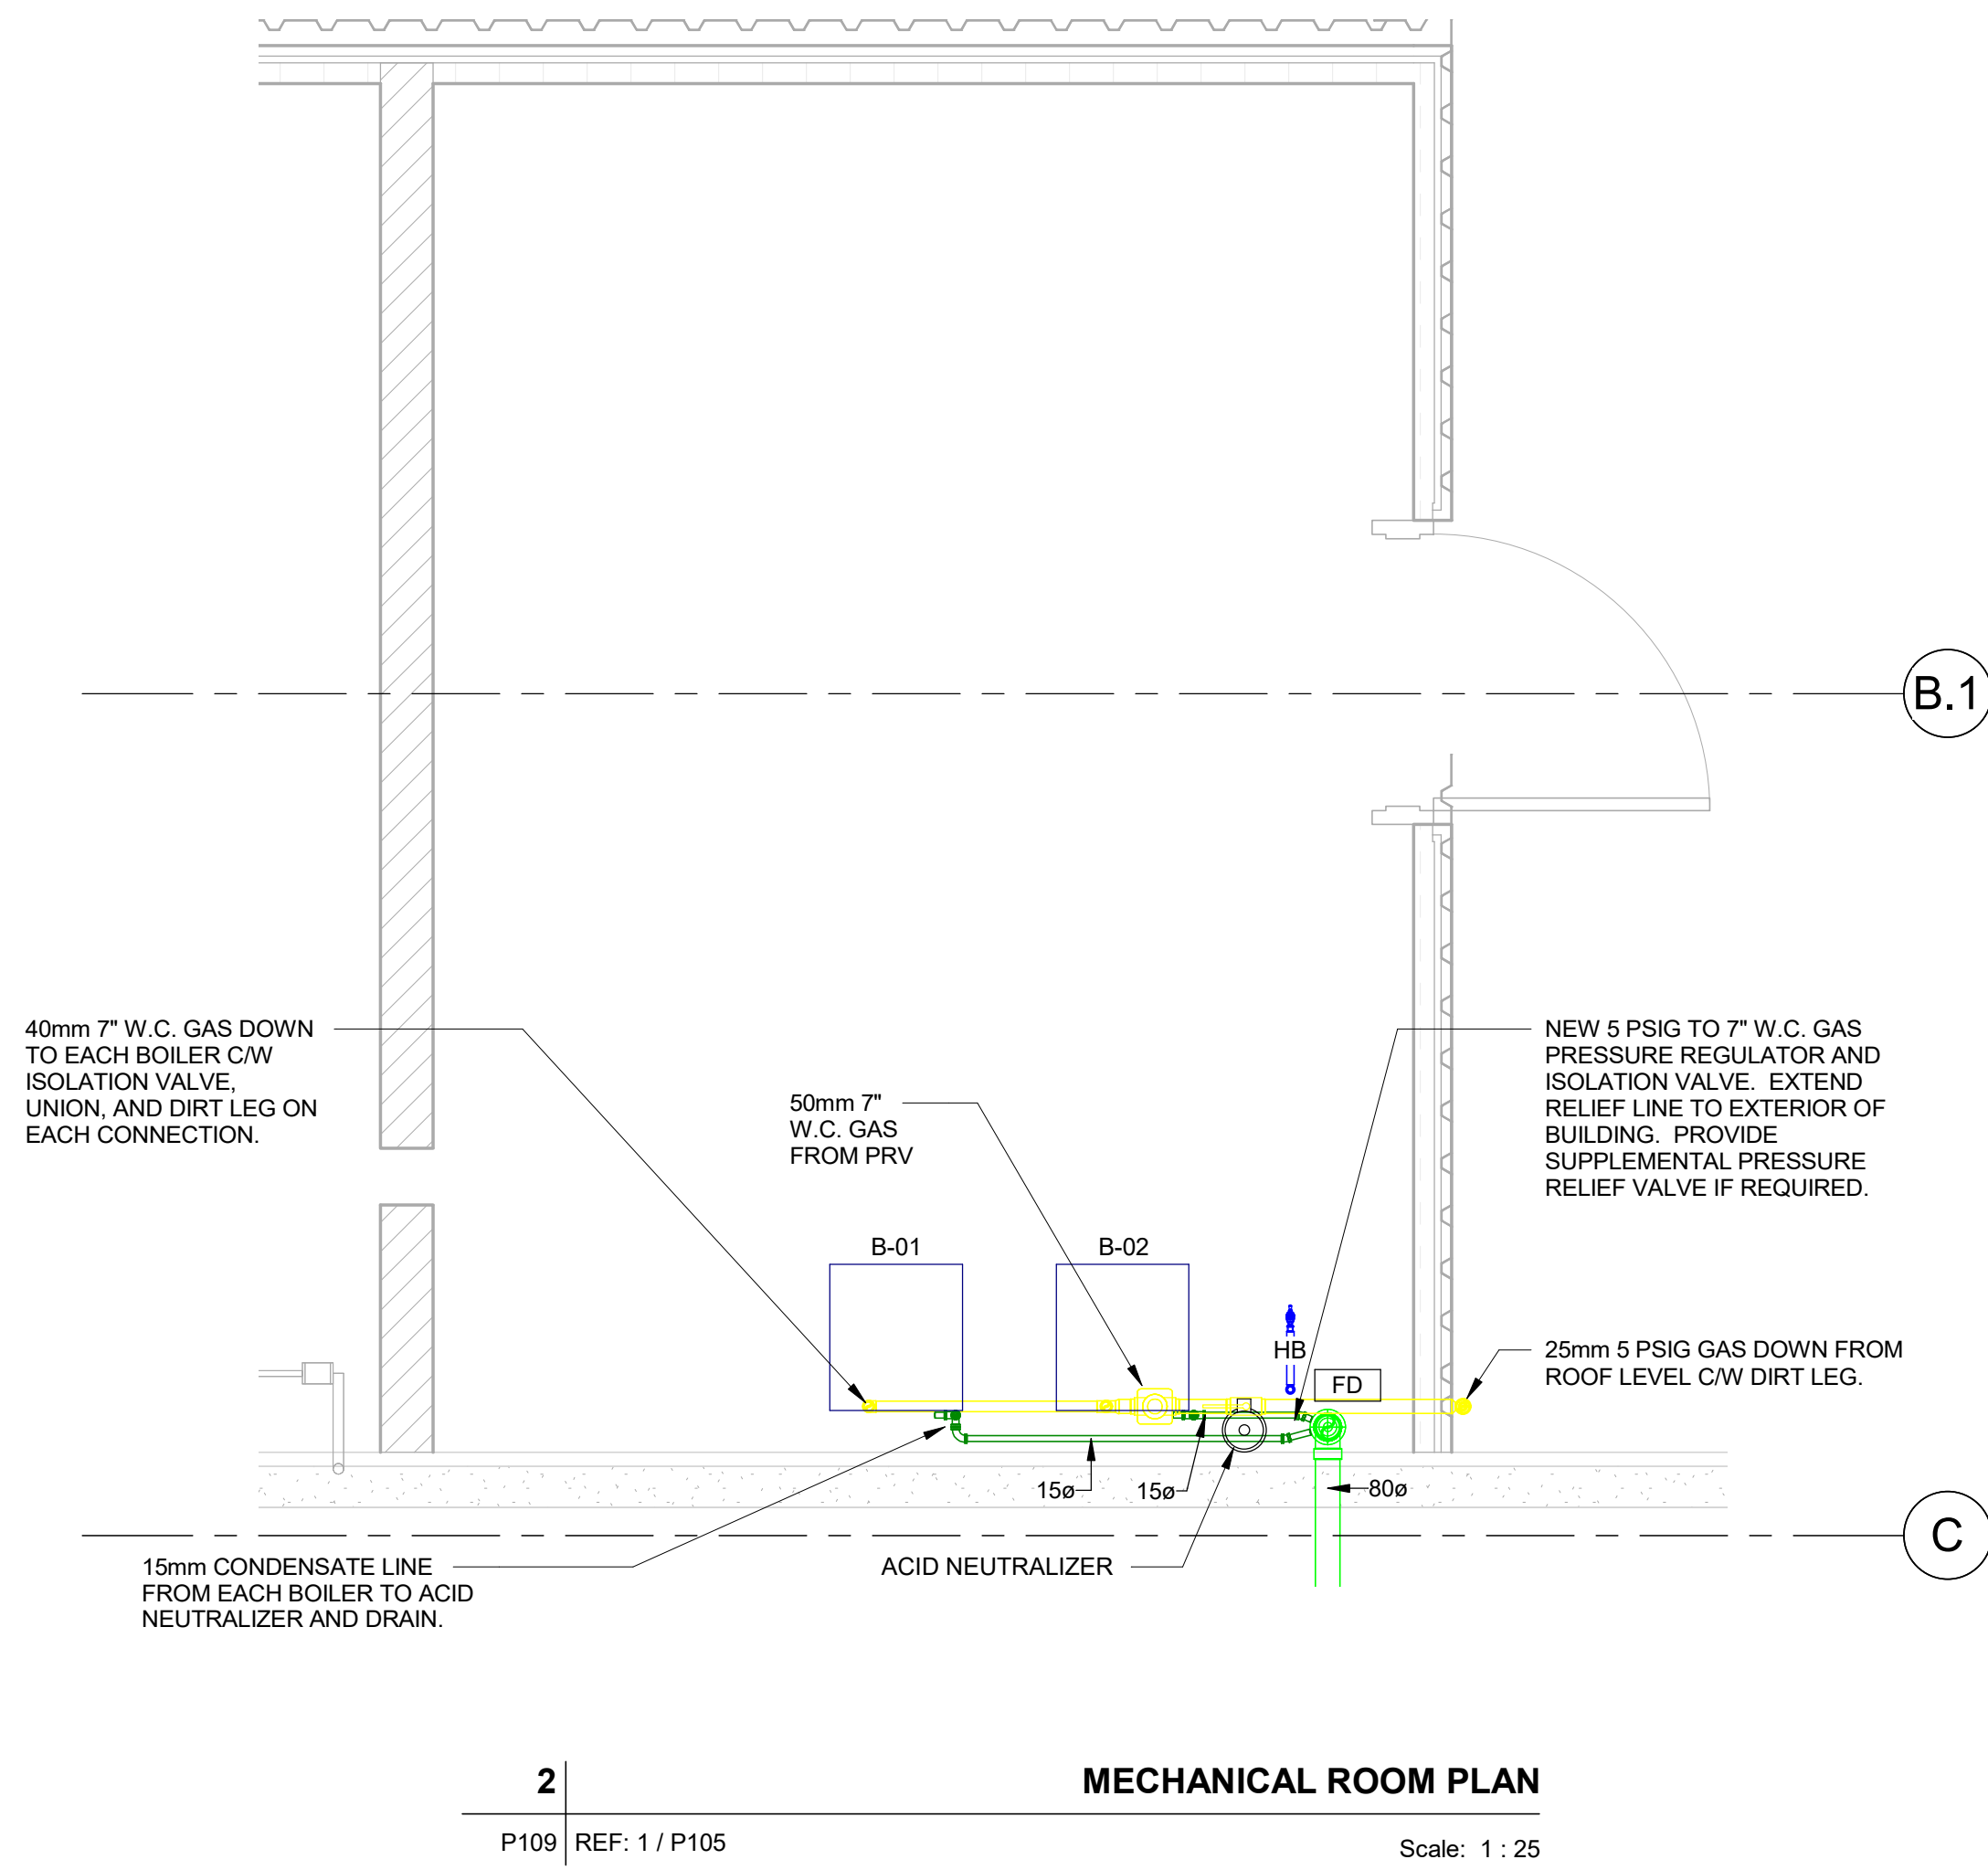 B.1
40mm 7" W.C. GAS DOWN
TO EACH BOILER C/W
ISOLATION VALVE,
UNION, AND DIRT LEG ON
EACH CONNECTION.
50mm 7"
W.C. GAS
FROM PRV
NEW 5 PSIG TO 7" W.C. GAS
PRESSURE REGULATOR AND
ISOLATION VALVE.  EXTEND
RELIEF LINE TO EXTERIOR OF
BUILDING.  PROVIDE
SUPPLEMENTAL PRESSURE
RELIEF VALVE IF REQUIRED.
B-01
B-02
HB
FD
25mm 5 PSIG GAS DOWN FROM
ROOF LEVEL C/W DIRT LEG.
15ø
15ø
80ø
C
15mm CONDENSATE LINE
FROM EACH BOILER TO ACID
NEUTRALIZER AND DRAIN.
ACID NEUTRALIZER
2
MECHANICAL ROOM PLAN
P109
REF: 1 / P105
Scale:  1 : 25